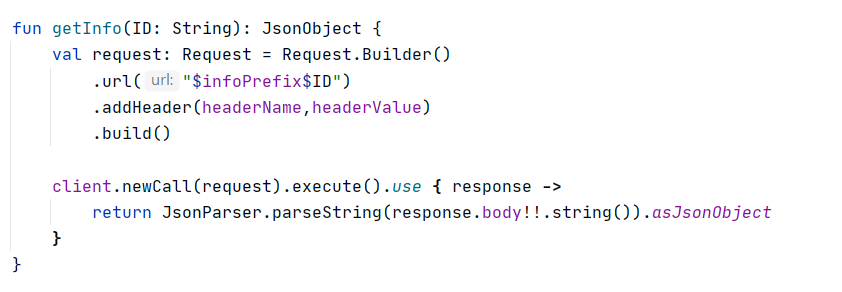 fun getInfo(ID: String): JsonObject {
    val request: Request = Request.Builder()
        .url( url: "$infoPrefix$ID")
        .addHeader(headerName,headerValue)
        .build()

    client.newCall(request).execute().use { response ->
        return JsonParser.parseString(response.body!!.string()).asJsonObject
    }
}